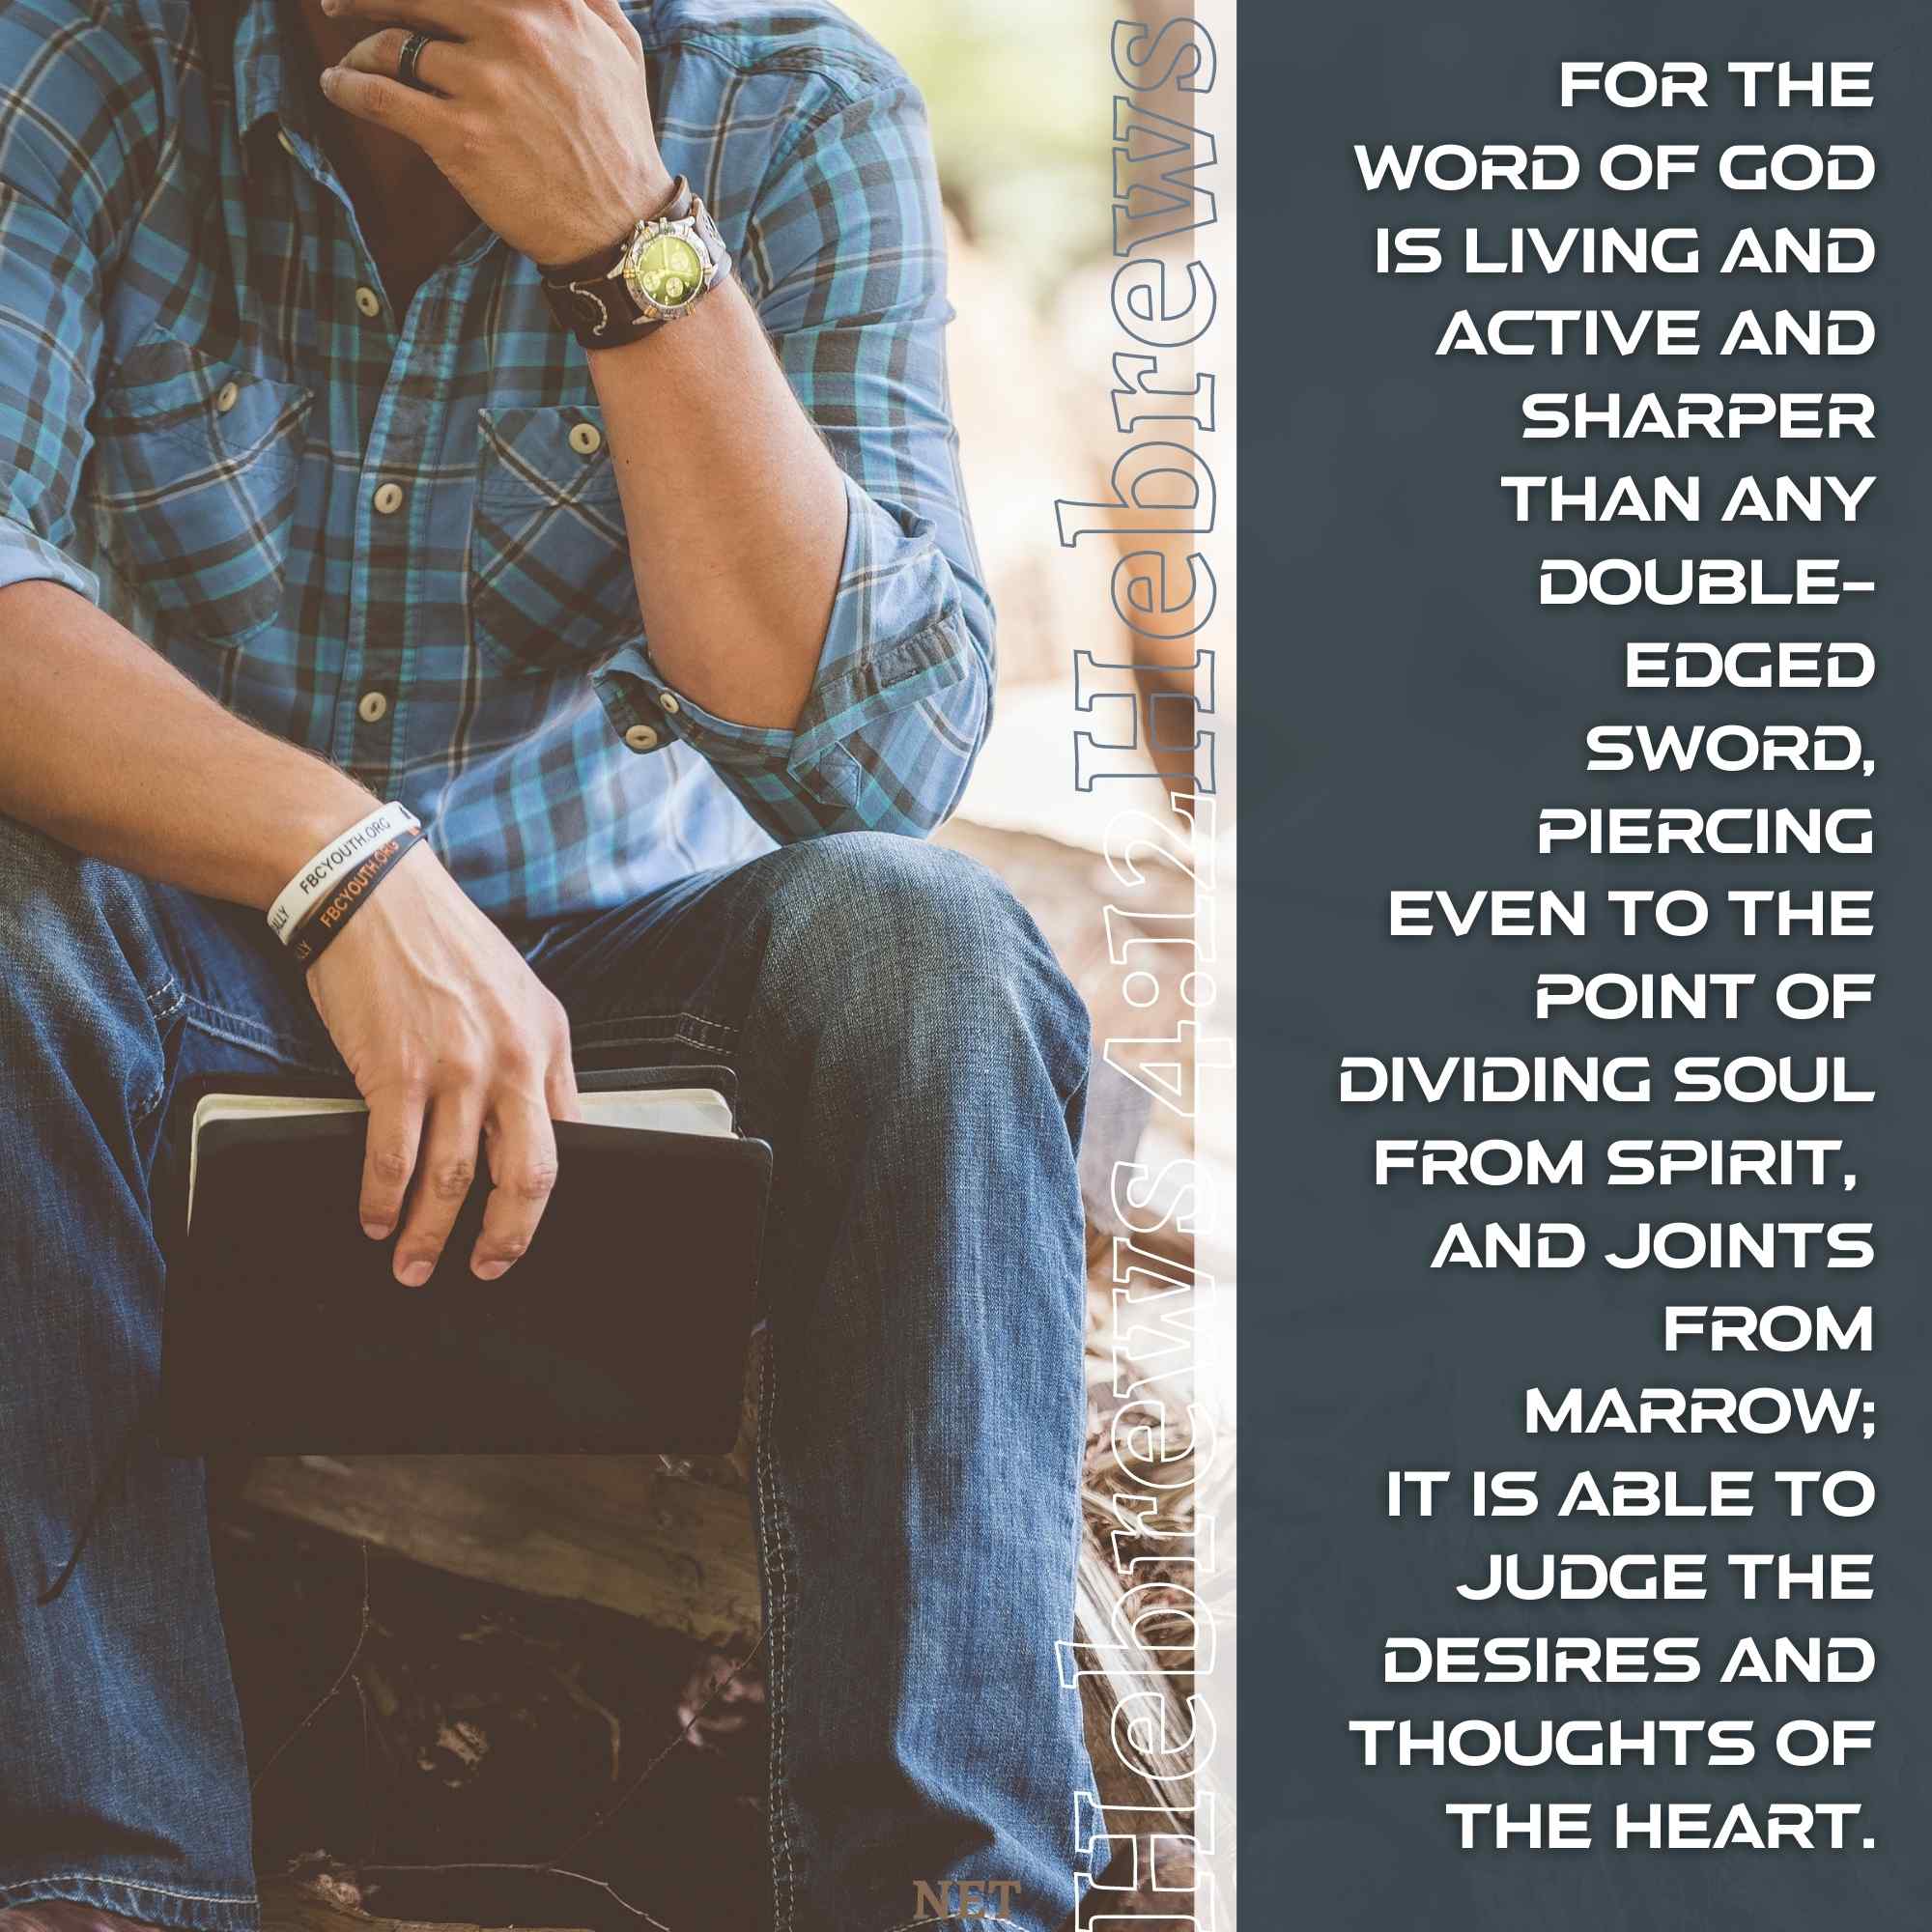 FOR THE
WORD OF GOD
IS LIVING AND
ACTIVE AND
SHARPER
THAN ANY
DOUBLE-
EDGED
SWORD,
PIERCING
EVEN TO THE
POINT OF
DIVIDING SOUL
FROM SPIRIT,
AND JOINTS
FROM
MARROW;
IT IS ABLE TO
JUDGE THE
DESIRES AND
THOUGHTS OF
THE HEART.
Hebrews 4:12 Hebrews
NET
FBCYOUTH.ORG
FBCYOUTH.ORG